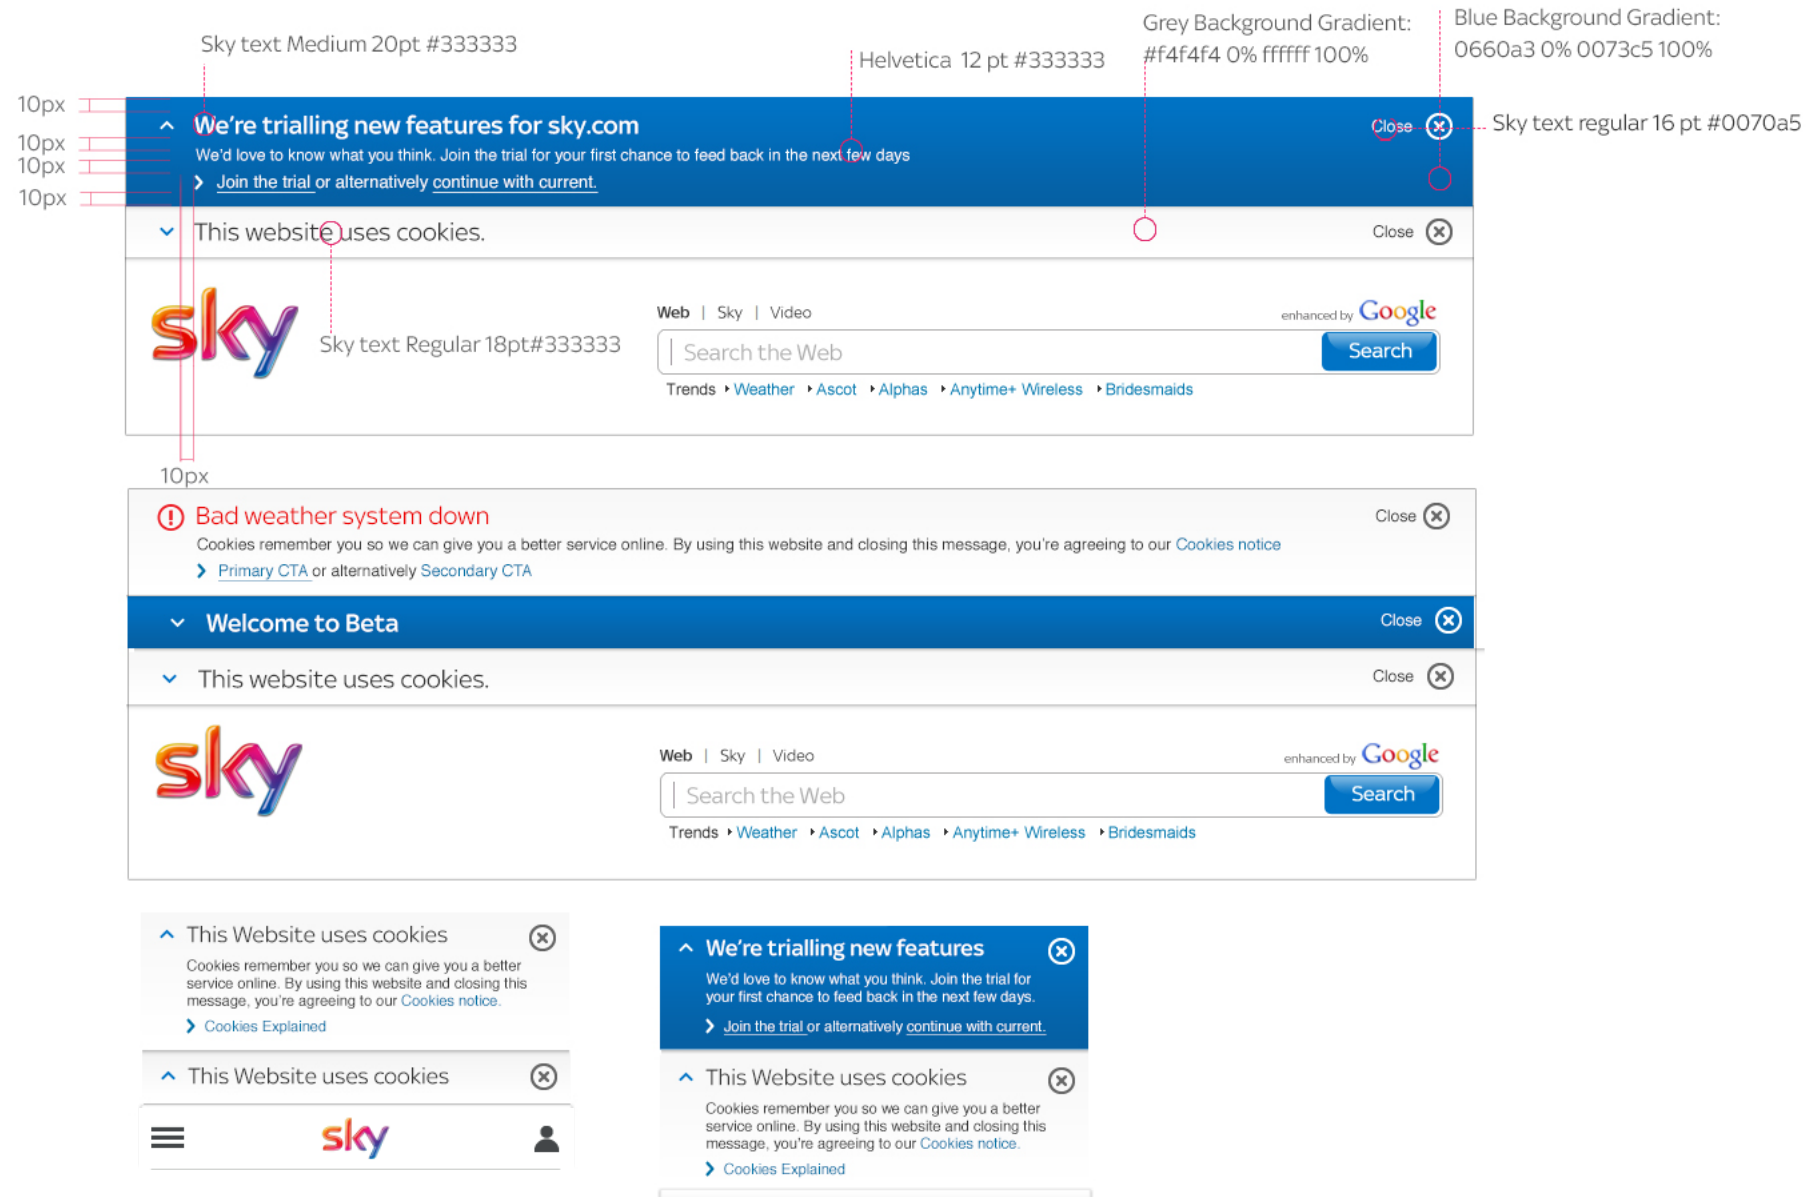 Sky text Medium 20pt #333333
Helvetica 12 pt #333333
Grey Background Gradient:
#f4f4f4 0% ffffff 100%
Blue Background Gradient:
0660a3 0% 0073c5 100%
10px
10px
10px
10px
We're trialling new features for sky.com
Close
Sky text regular 16 pt #0070a5
We'd love to know what you think. Join the trial for your first chance to feed back in the next few days
Join the trial or alternatively continue with current.
This website uses cookies.
Close
sky
Sky text Regular 18pt#333333
Web | Sky | Video
enhanced by Google
Search the Web
Search
Trends Weather Ascot Alphas Anytime+ Wireless Bridesmaids
10px
Bad weather system down
Close
Cookies remember you so we can give you a better service online. By using this website and closing this message, you're agreeing to our Cookies notice
Primary CTA or alternatively Secondary CTA
Welcome to Beta
Close
This website uses cookies.
Close
sky
Web | Sky | Video
enhanced by Google
Search the Web
Search
Trends Weather Ascot Alphas Anytime+ Wireless Bridesmaids
This Website uses cookies
Cookies remember you so we can give you a better
service online. By using this website and closing this
message, you're agreeing to our Cookies notice.
Cookies Explained
This Website uses cookies
sky
We're trialling new features
We'd love to know what you think. Join the trial for
your first chance to feed back in the next few days.
Join the trial or alternatively continue with current.
This Website uses cookies
Cookies remember you so we can give you a better
service online. By using this website and closing this
message, you're agreeing to our Cookies notice.
Cookies Explained